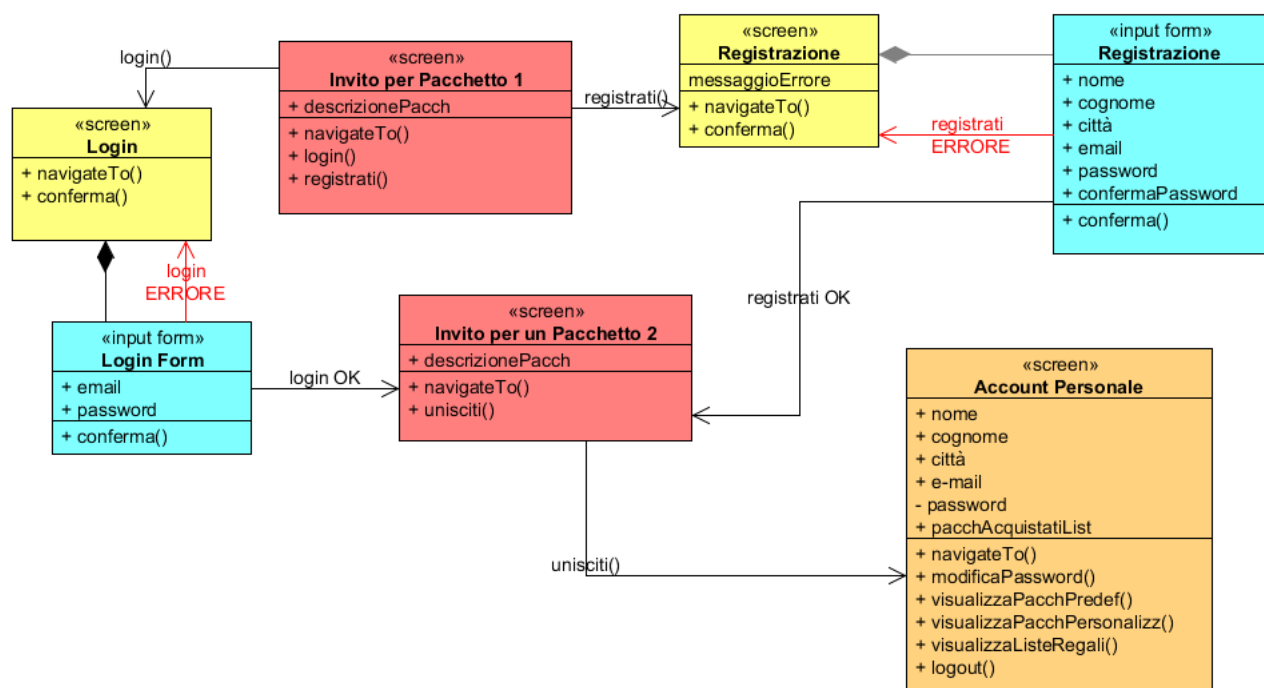 login()
«screen»
Invito per Pacchetto 1
+ descrizionePacch
+ navigateTo()
+ login()
+ registrati()
registrati()
«screen»
Registrazione
messaggioErrore
+ navigateTo()
+ conferma()
«input form»
Registrazione
+ nome
+ cognome
+ città
+ email
+ password
+ confermaPassword
+ conferma()
registrati
ERRORE
«screen»
Login
+ navigateTo()
+ conferma()
login
ERRORE
«input form»
Login Form
+ email
+ password
+ conferma()
login OK
«screen»
Invito per un Pacchetto 2
+ descrizionePacch
+ navigateTo()
+ unisciti()
registrati OK
unisciti()
«screen»
Account Personale
+ nome
+ cognome
+ città
+ e-mail
- password
+ pacchAcquistatiList
+ navigateTo()
+ modificaPassword()
+ visualizzaPacchPredef()
+ visualizzaPacchPersonalizz()
+ visualizzaListeRegali()
+ logout()